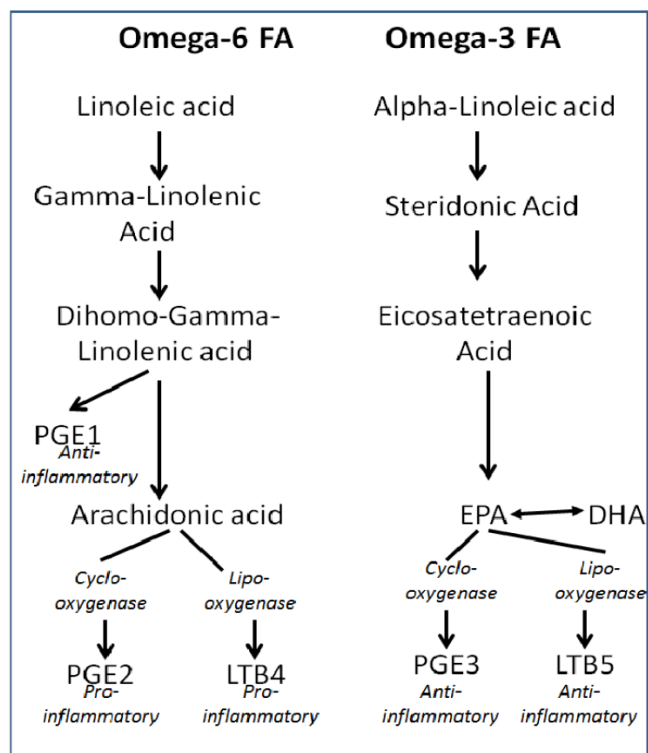 Omega-6 FA
Linoleic acid
Gamma-Linolenic
Acid
Dihomo-Gamma-
Linolenic acid
PGE1
Anti-
inflammatory
Arachidonic acid
Cyclo-
oxygenase
Lipo-
oxygenase
PGE2
Pro-
inflammatory
LTB4
Pro-
inflammatory
Omega-3 FA
Alpha-Linoleic acid
Steridonic Acid
Eicosatetraenoic
Acid
EPA
DHA
Cyclo-
oxygenase
Lipo-
oxygenase
PGE3
Anti-
inflammatory
LTB5
Anti-
inflammatory